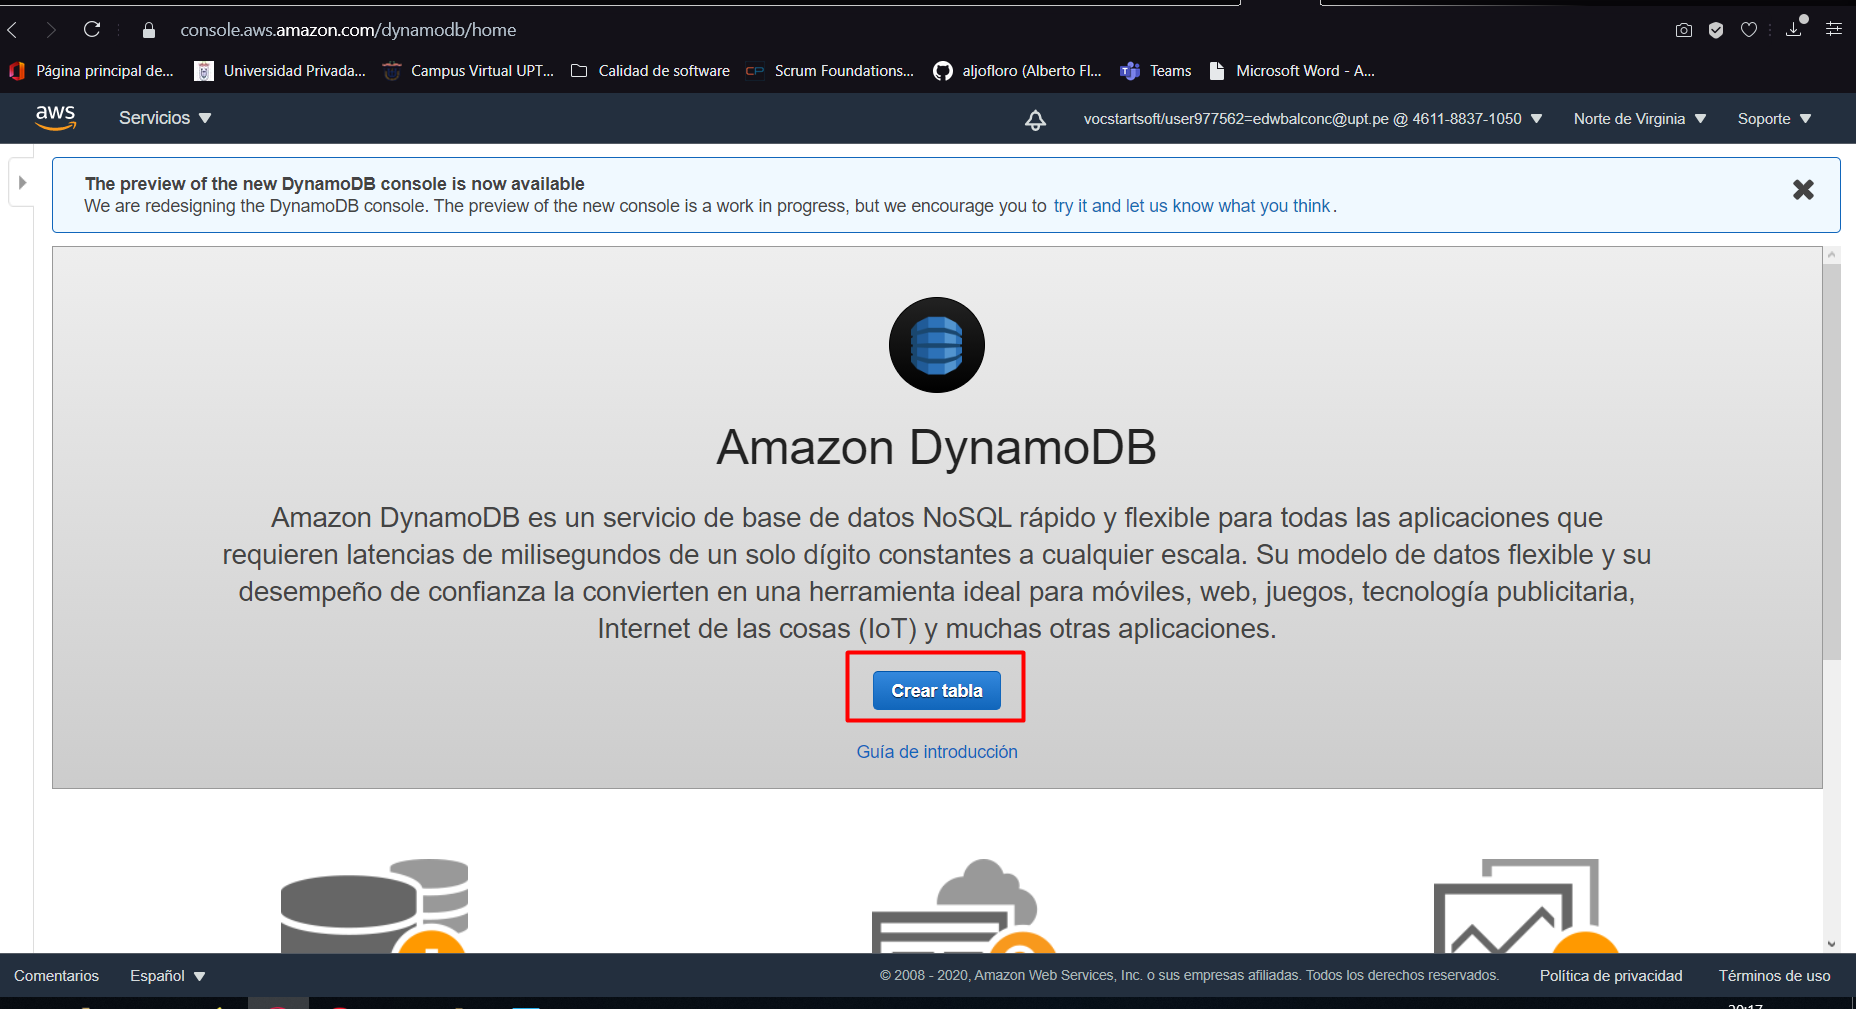 console.aws.amazon.com/dynamodb/home
Página principal de... Universidad Privada... Campus Virtual UPT... Calidad de software CP Scrum Foundations... aljofloro (Alberto Fl... Teams Microsoft Word - A...
aws Servicios vocstartsoft/user977562=edwbalconc@upt.pe @ 4611-8837-1050 Norte de Virginia Soporte
The preview of the new DynamoDB console is now available
We are redesigning the DynamoDB console. The preview of the new console is a work in progress, but we encourage you to try it and let us know what you think.
Amazon DynamoDB
Amazon DynamoDB es un servicio de base de datos NoSQL rápido y flexible para todas las aplicaciones que
requieren latencias de milisegundos de un solo dígito constantes a cualquier escala. Su modelo de datos flexible y su
desempeño de confianza la convierten en una herramienta ideal para móviles, web, juegos, tecnología publicitaria,
Internet de las cosas (IoT) y muchas otras aplicaciones.
Crear tabla
Guía de introducción
Comentarios Español © 2008 - 2020, Amazon Web Services, Inc. o sus empresas afiliadas. Todos los derechos reservados. Política de privacidad Términos de uso